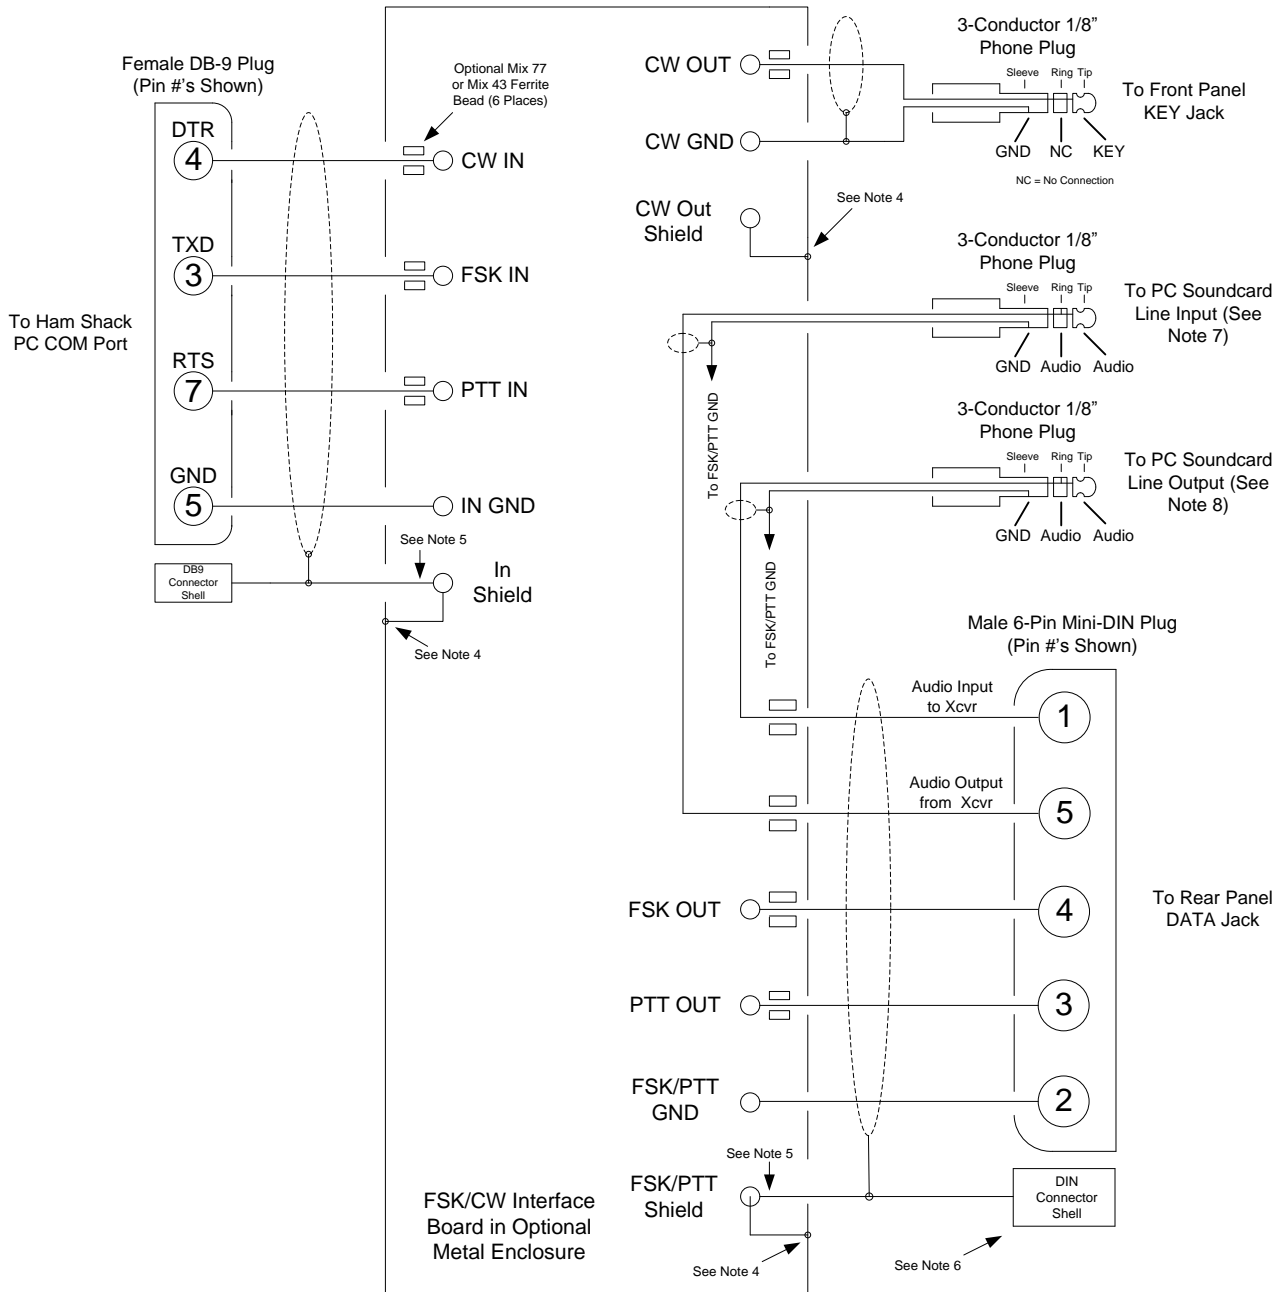 Female DB-9 Plug
(Pin #'s Shown)
DTR
4
TXD
3
RTS
7
GND
5
To Ham Shack
PC COM Port
DB9
Connector
Shell
Optional Mix 77
or Mix 43 Ferrite
Bead (6 Places)
CW IN
FSK IN
PTT IN
IN GND
See Note 5
In
Shield
See Note 4
CW OUT
CW GND
CW Out
Shield
See Note 4
3-Conductor 1/8"
Phone Plug
Sleeve Ring Tip
GND NC KEY
NC = No Connection
To Front Panel
KEY Jack
3-Conductor 1/8"
Phone Plug
Sleeve Ring Tip
GND Audio Audio
To PC Soundcard
Line Input (See
Note 7)
To FSK/PTT GND
3-Conductor 1/8"
Phone Plug
Sleeve Ring Tip
GND Audio Audio
To PC Soundcard
Line Output (See
Note 8)
To FSK/PTT GND
Male 6-Pin Mini-DIN Plug
(Pin #'s Shown)
Audio Input
to Xcvr
1
Audio Output
from Xcvr
5
FSK OUT
4
To Rear Panel
DATA Jack
PTT OUT
3
FSK/PTT
GND
2
See Note 5
FSK/PTT
Shield
DIN
Connector
Shell
See Note 4
See Note 6
FSK/CW Interface
Board in Optional
Metal Enclosure